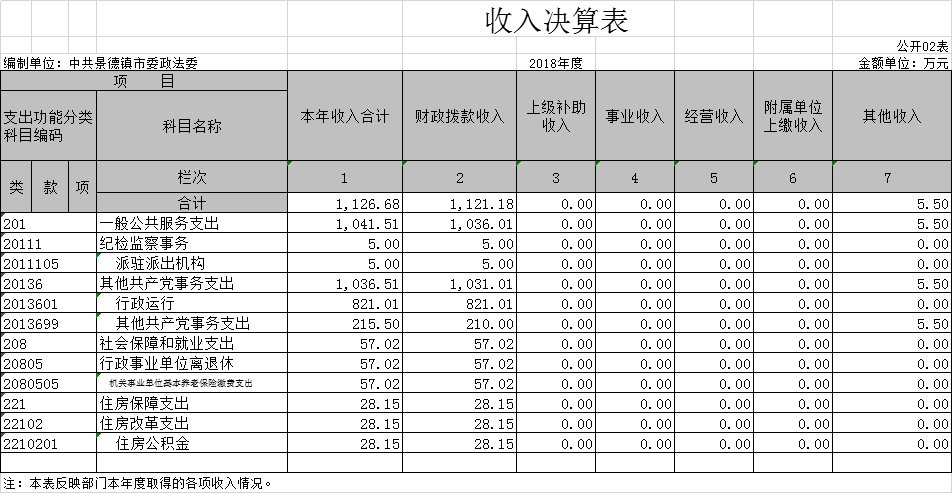 收入决算表
公开02表
编制单位：中共景德镇市委政法委 2018年度 金额单位：万元
项 目 本年收入合计 财政拨款收入 上级补助收入 事业收入 经营收入 附属单位上缴收入 其他收入
支出功能分类科目编码 科目名称
类 款 项 栏次 1 2 3 4 5 6 7
合计 1,126.68 1,121.18 0.00 0.00 0.00 0.00 5.50
201 一般公共服务支出 1,041.51 1,036.01 0.00 0.00 0.00 0.00 5.50
20111 纪检监察事务 5.00 5.00 0.00 0.00 0.00 0.00 0.00
2011105 派驻派出机构 5.00 5.00 0.00 0.00 0.00 0.00 0.00
20136 其他共产党事务支出 1,036.51 1,031.01 0.00 0.00 0.00 0.00 5.50
2013601 行政运行 821.01 821.01 0.00 0.00 0.00 0.00 0.00
2013699 其他共产党事务支出 215.50 210.00 0.00 0.00 0.00 0.00 5.50
208 社会保障和就业支出 57.02 57.02 0.00 0.00 0.00 0.00 0.00
20805 行政事业单位离退休 57.02 57.02 0.00 0.00 0.00 0.00 0.00
2080505 机关事业单位基本养老保险缴费支出 57.02 57.02 0.00 0.00 0.00 0.00 0.00
221 住房保障支出 28.15 28.15 0.00 0.00 0.00 0.00 0.00
22102 住房改革支出 28.15 28.15 0.00 0.00 0.00 0.00 0.00
2210201 住房公积金 28.15 28.15 0.00 0.00 0.00 0.00 0.00
注：本表反映部门本年度取得的各项收入情况。